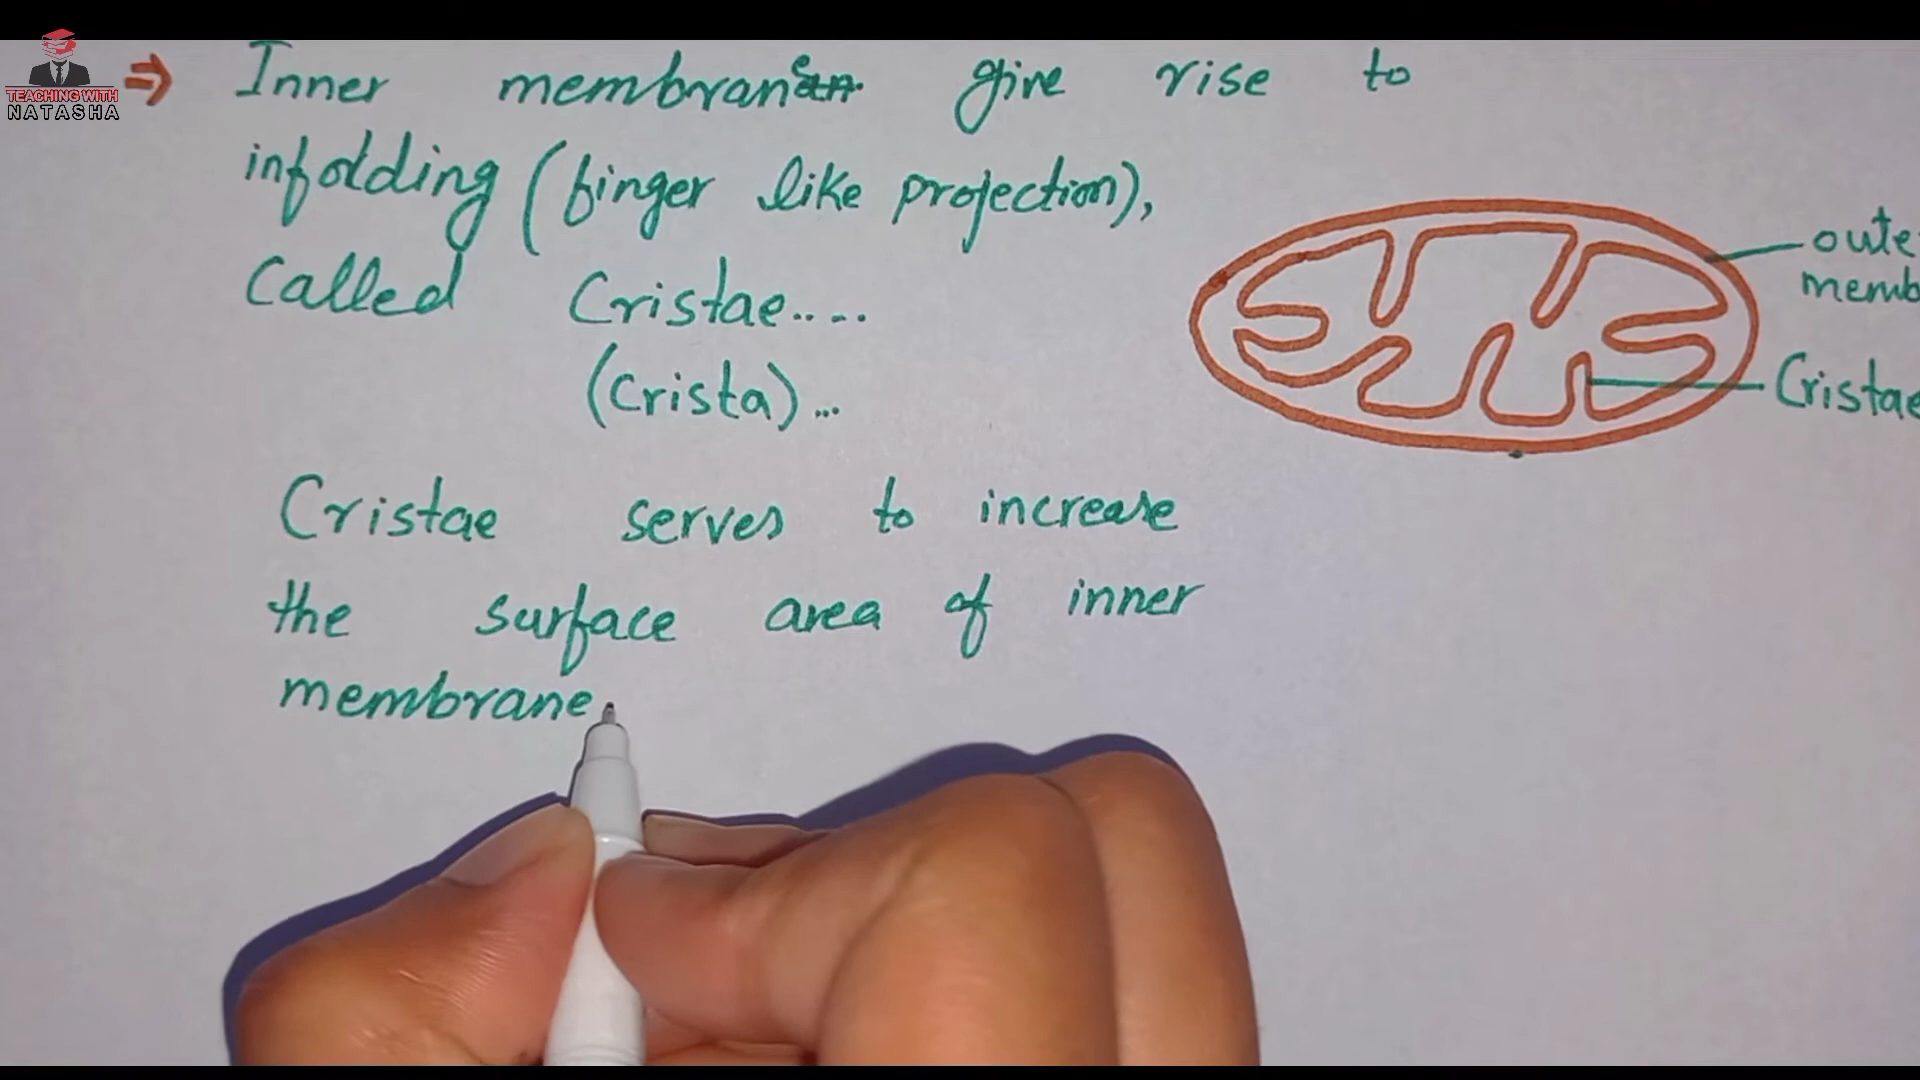 TEACHING WITH
NATASHA
⇒ Inner membrane give rise to
infolding (finger like projection),
Called Cristae....
(Crista)...
oute
memb
Cristae
Cristae serves to increase
the surface area of inner
membrane